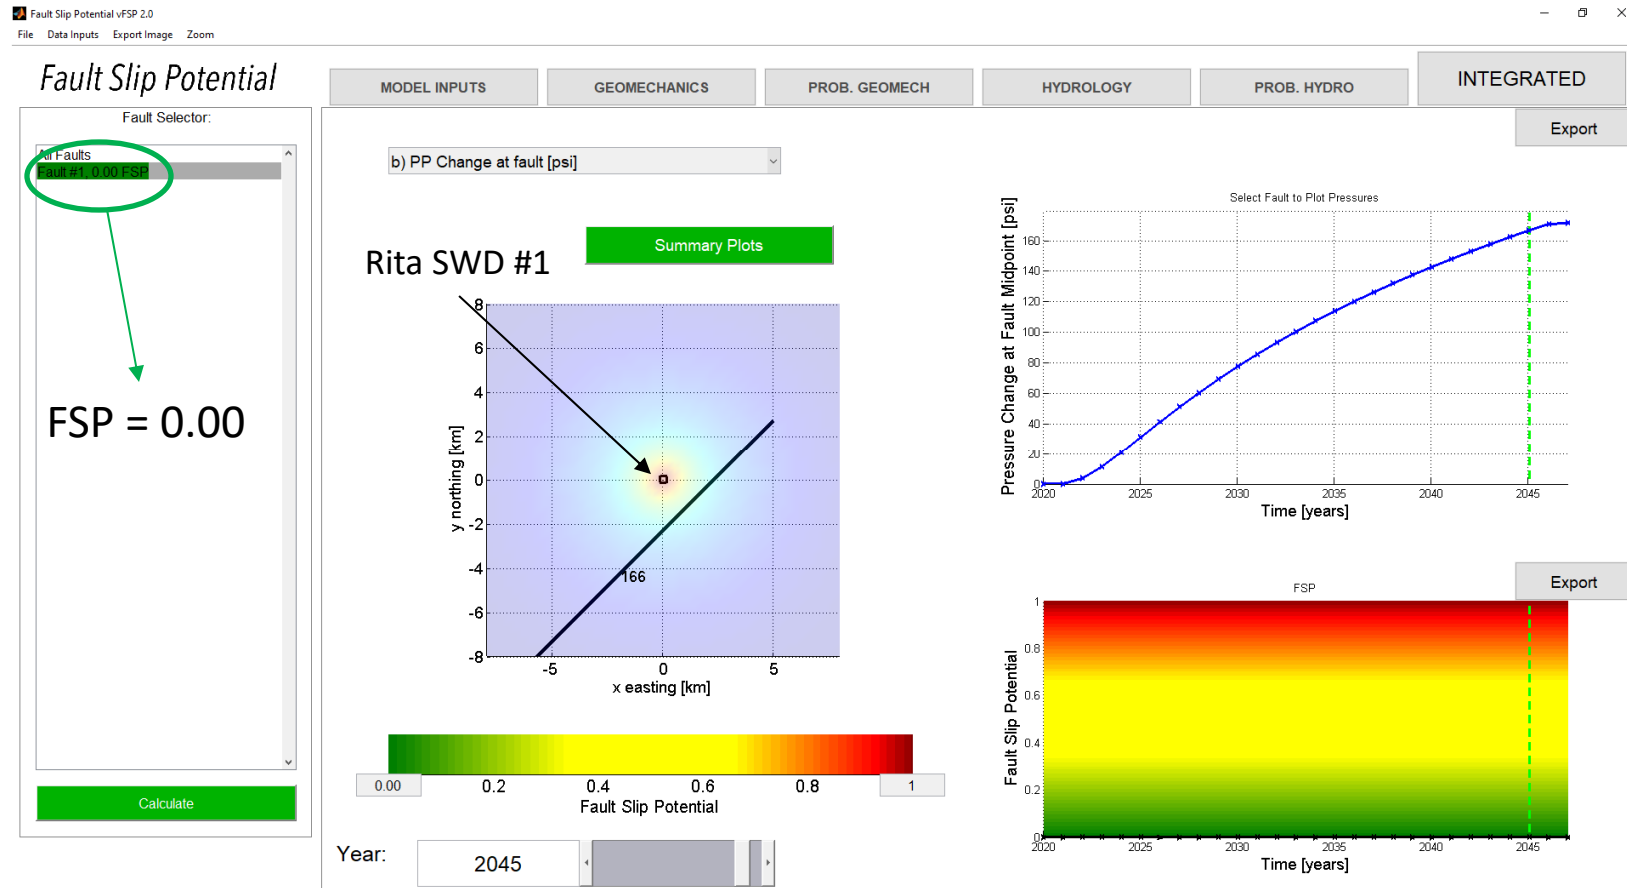 Fault Slip Potential vFSP 2.0
File Data Inputs Export Image Zoom
Fault Slip Potential
MODEL INPUTS
GEOMECHANICS
PROB. GEOMECH
HYDROLOGY
PROB. HYDRO
INTEGRATED
Fault Selector:
All Faults
Fault #1, 0.00 FSP
FSP = 0.00
Calculate
b) PP Change at fault [psi]
Summary Plots
Rita SWD #1
8
6
4
2
0
-2
-4
-6
-8
y northing [km]
166
-5 0 5
x easting [km]
0.00 0.2 0.4 0.6 0.8 1
Fault Slip Potential
Year:
2045
Export
Select Fault to Plot Pressures
Pressure Change at Fault Midpoint [psi]
160
140
120
100
80
60
40
20
0
2020 2025 2030 2035 2040 2045
Time [years]
Export
FSP
Fault Slip Potential
1
0.8
0.6
0.4
0.2
0
2020 2025 2030 2035 2040 2045
Time [years]